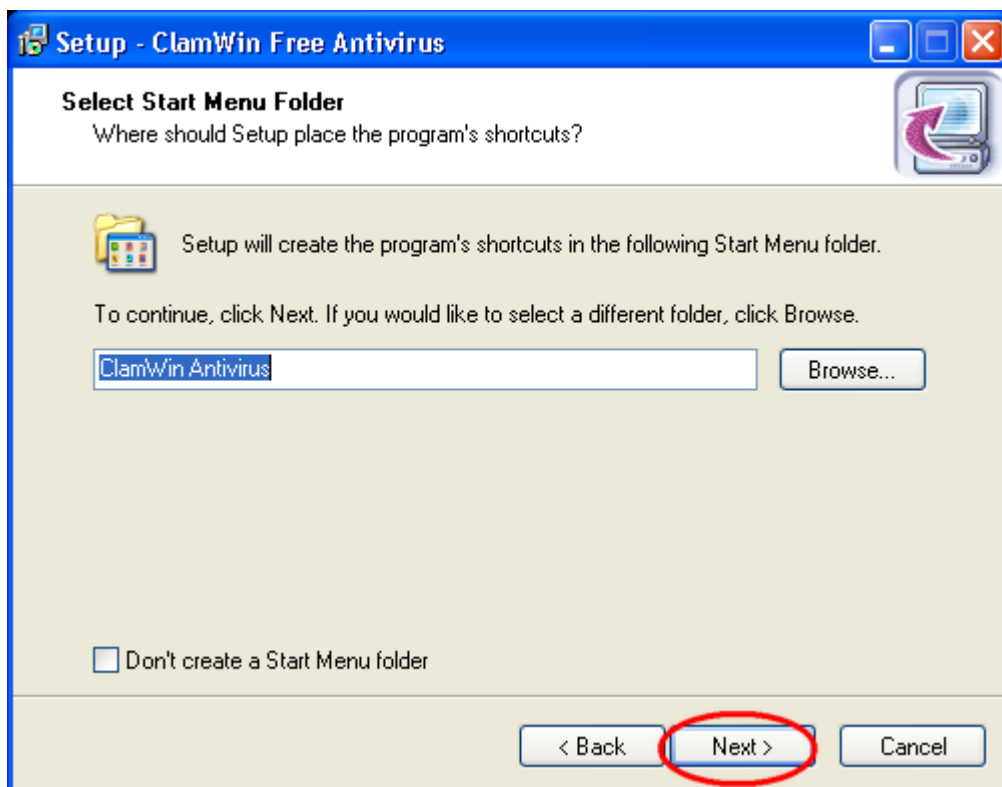 Setup - ClamWin Free Antivirus
Select Start Menu Folder
Where should Setup place the program's shortcuts?
Setup will create the program's shortcuts in the following Start Menu folder.
To continue, click Next. If you would like to select a different folder, click Browse.
ClamWin Antivirus
Browse...
Don't create a Start Menu folder
< Back
Next >
Cancel